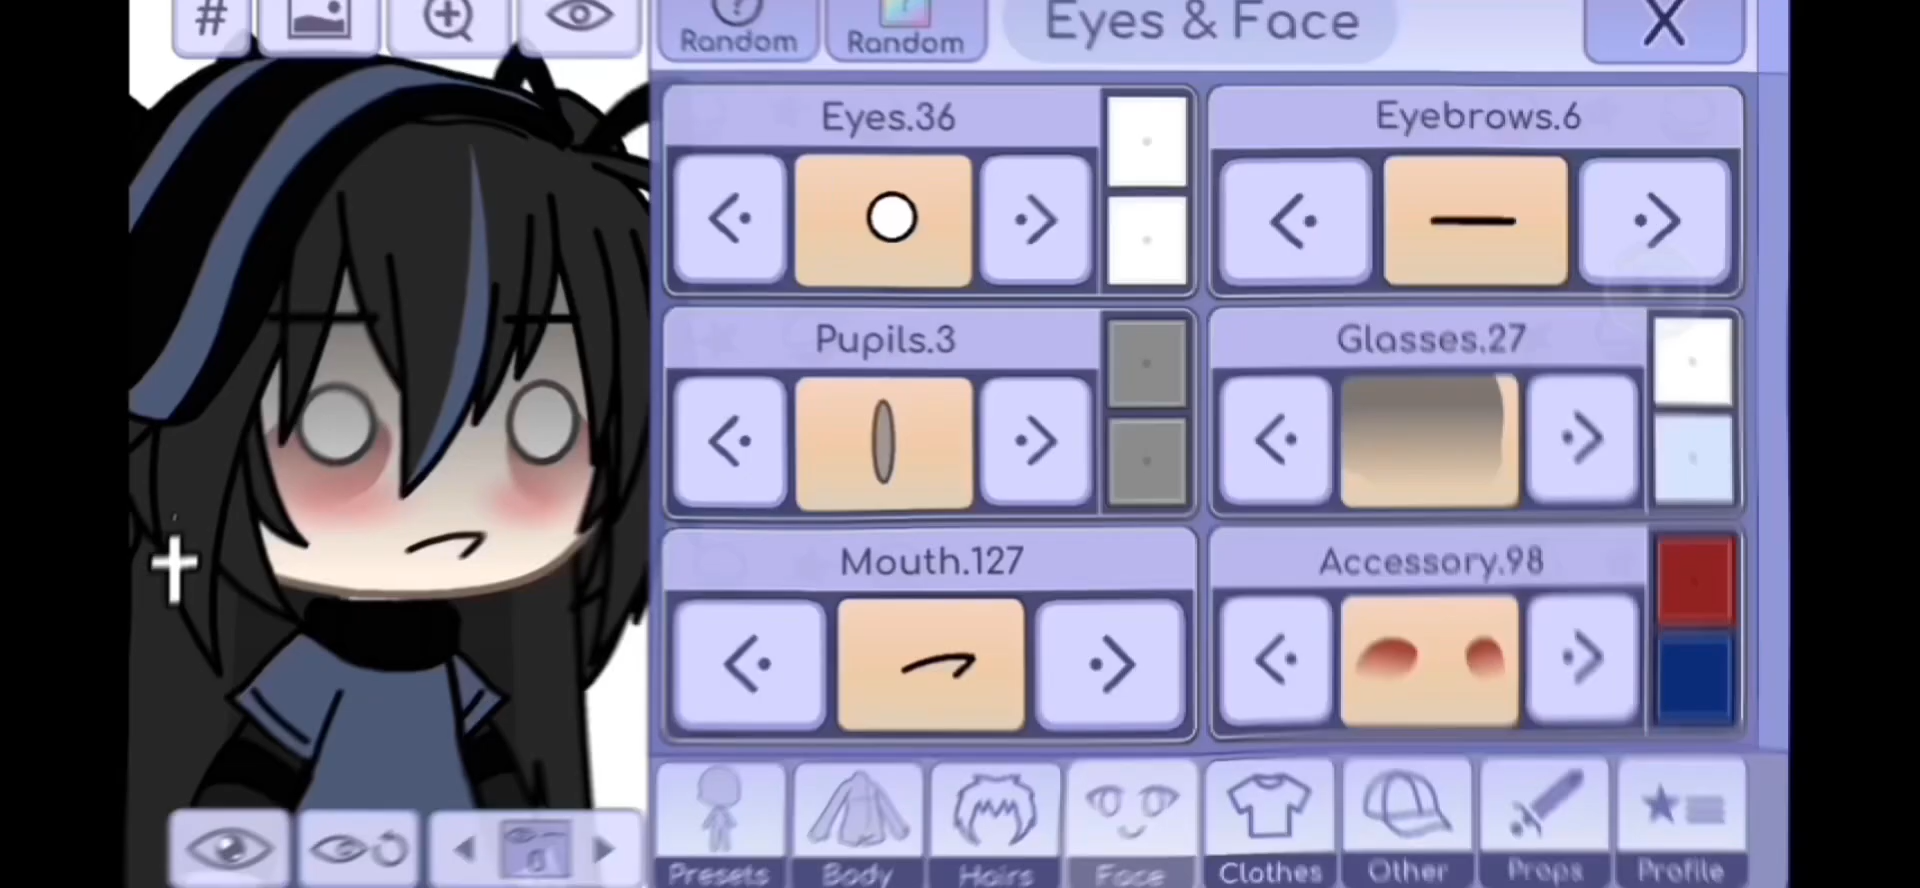 #
Random
Random
Eyes & Face
X
Eyes.36
Eyebrows.6
Pupils.3
Glasses.27
Mouth.127
Accessory.98
Presets
Body
Hairs
Face
Clothes
Other
Props
Profile